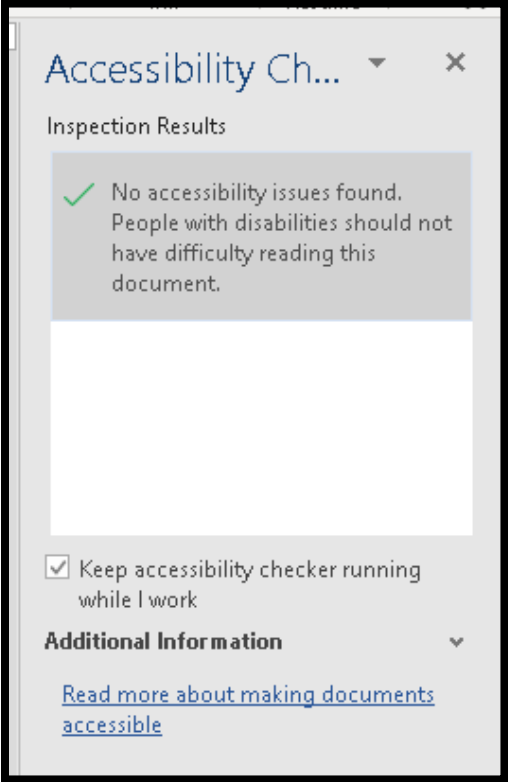 Accessibility Ch...
Inspection Results
No accessibility issues found.
People with disabilities should not
have difficulty reading this
document.
Keep accessibility checker running
while I work
Additional Information
Read more about making documents
accessible